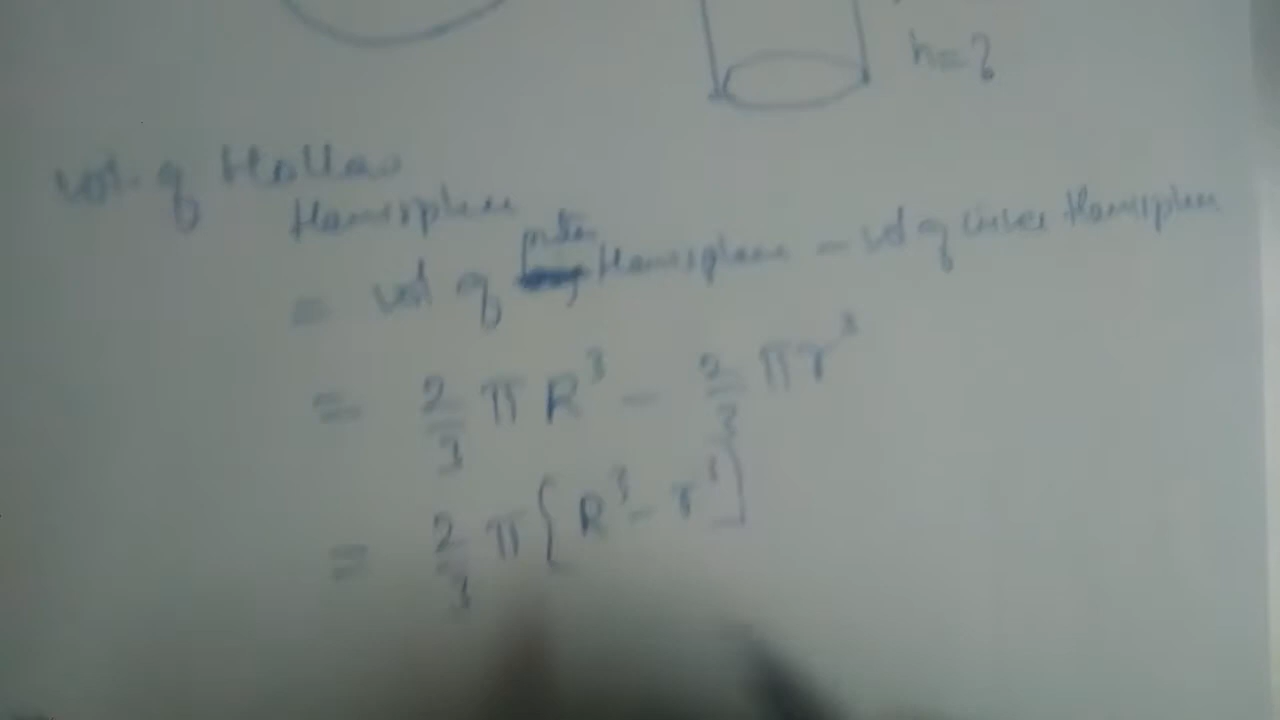 h=?
vol. of Hollow
Hemisphere
= vol of outer Hemisphere - vol of inner Hemisphere
= 2/3 π R³ - 2/3 π r³
= 2/3 π { R³ - r³ ]